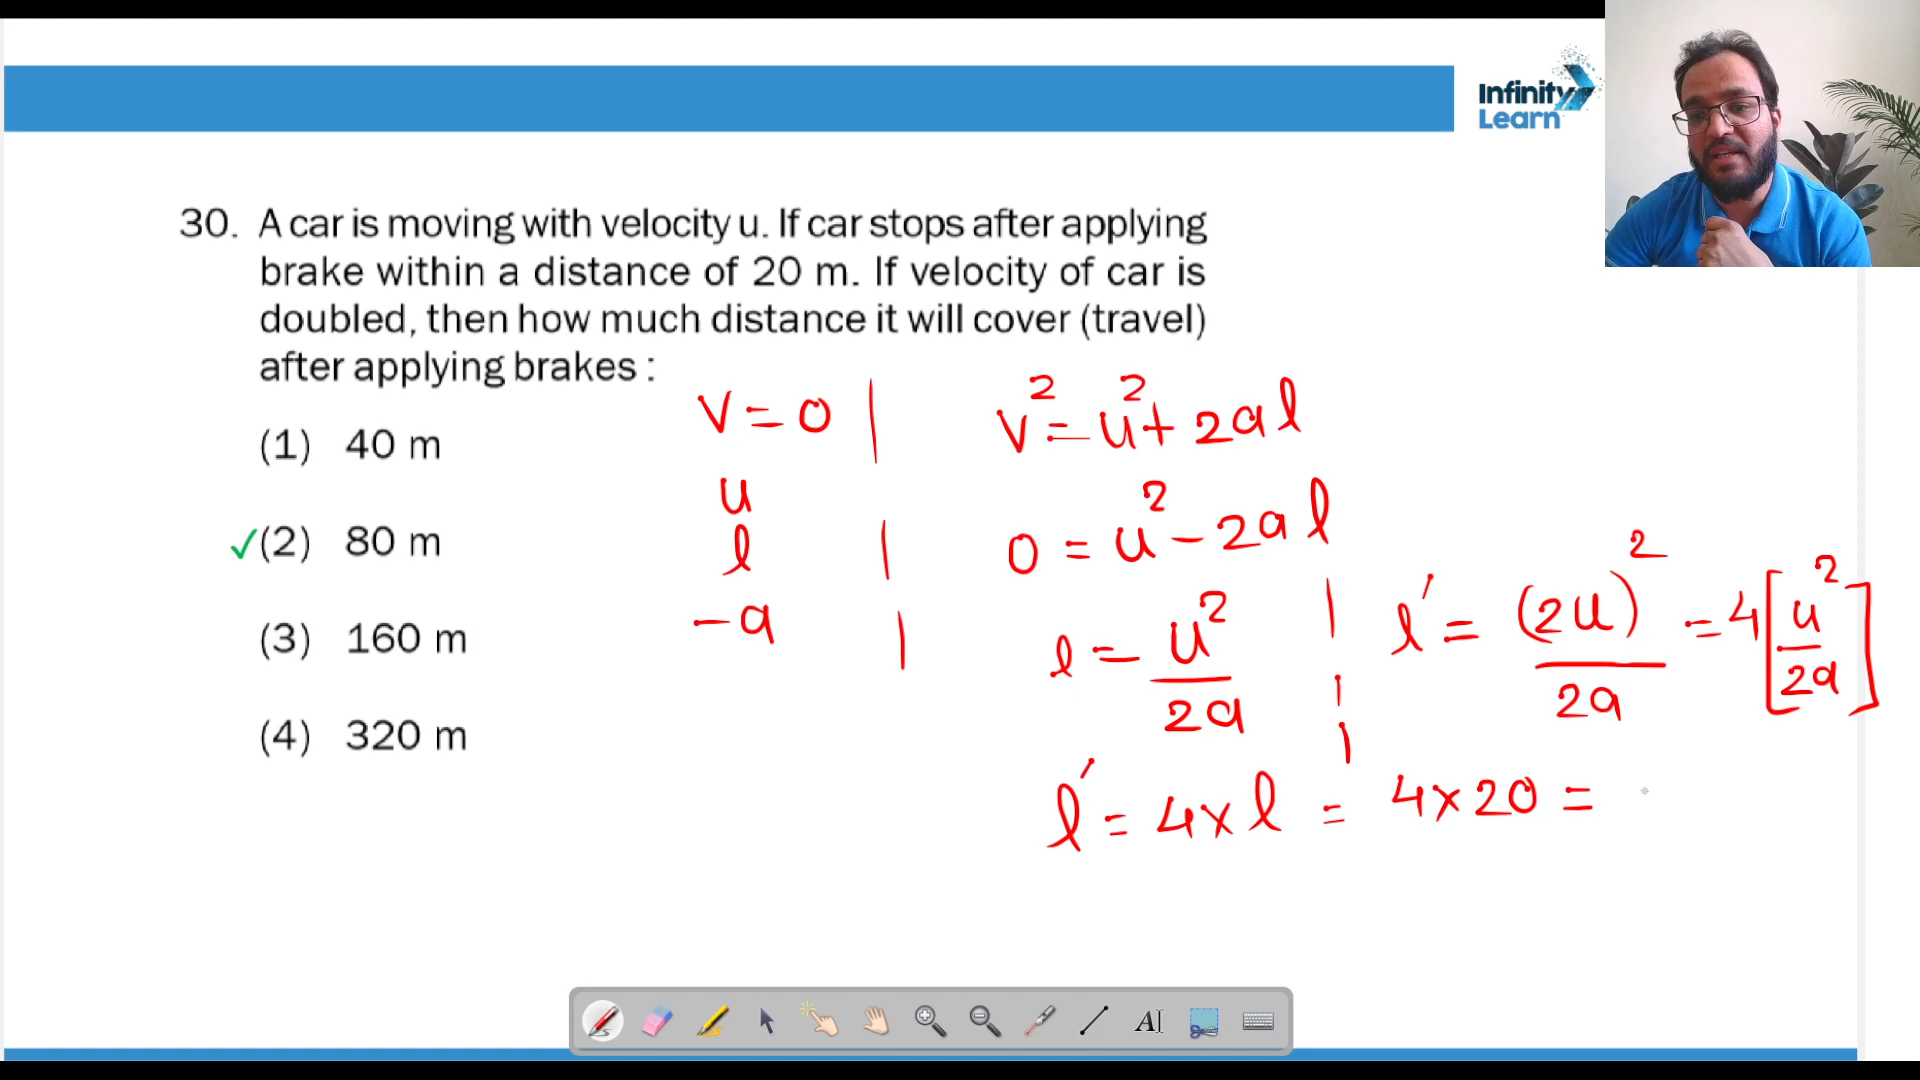 Infinity
Learn
30. A car is moving with velocity u. If car stops after applying
brake within a distance of 20 m. If velocity of car is
doubled, then how much distance it will cover (travel)
after applying brakes :
(1) 40 m
✓(2) 80 m
(3) 160 m
(4) 320 m
v = 0
u
l
-a
v² = u² + 2al
0 = u² - 2al
l = u²/2a
l' = (2u)²/2a = 4[u²/2a]
l' = 4 × l = 4 × 20 =
AI